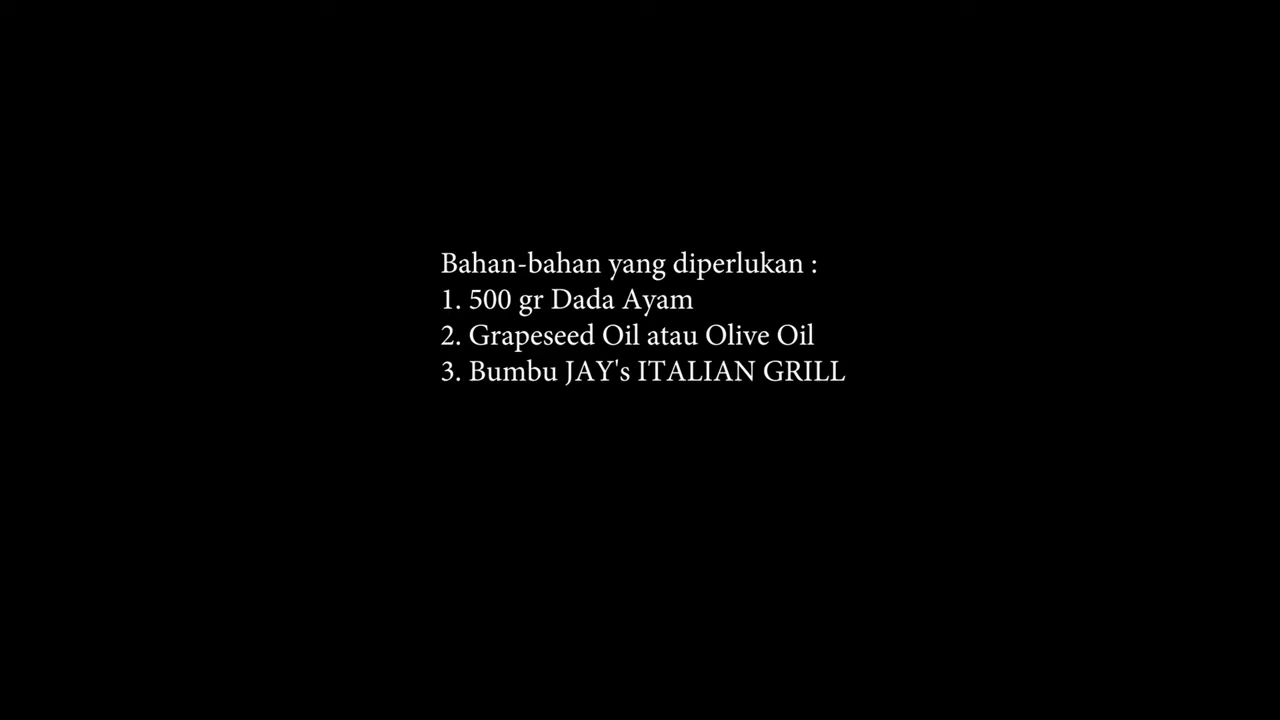 Bahan-bahan yang diperlukan :
1. 500 gr Dada Ayam
2. Grapeseed Oil atau Olive Oil
3. Bumbu JAY's ITALIAN GRILL